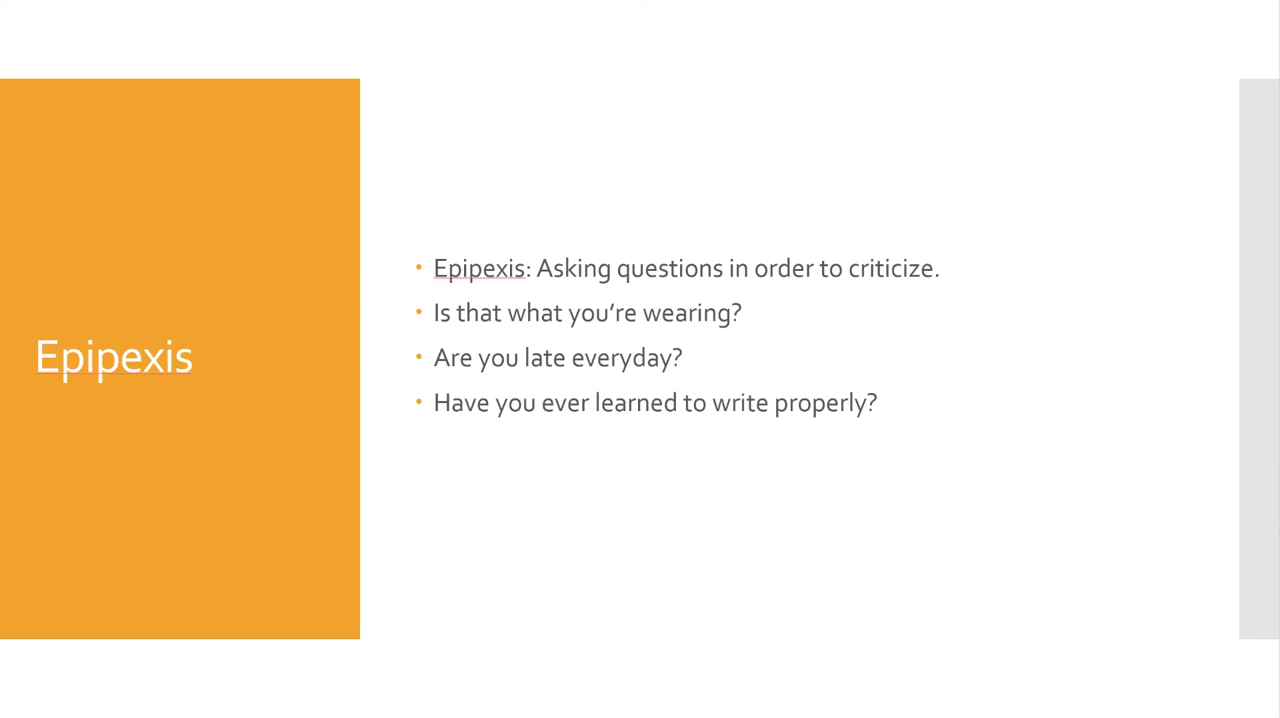 Epipexis
Epipexis: Asking questions in order to criticize.
Is that what you’re wearing?
Are you late everyday?
Have you ever learned to write properly?